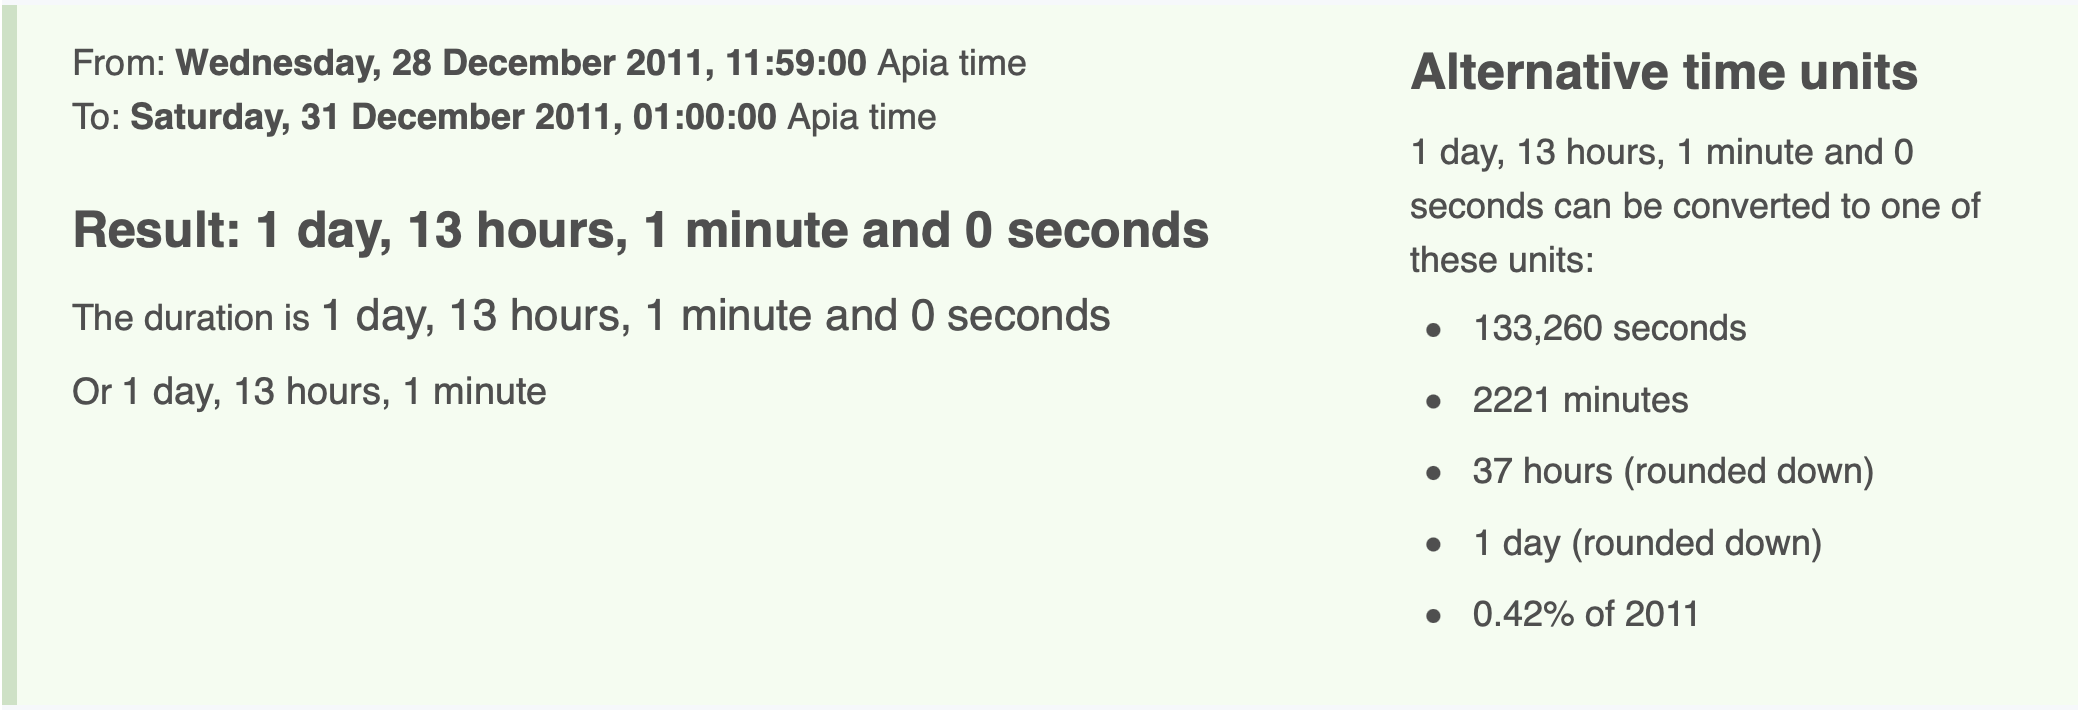 From: Wednesday, 28 December 2011, 11:59:00 Apia time
To: Saturday, 31 December 2011, 01:00:00 Apia time
Result: 1 day, 13 hours, 1 minute and 0 seconds
The duration is 1 day, 13 hours, 1 minute and 0 seconds
Or 1 day, 13 hours, 1 minute
Alternative time units
1 day, 13 hours, 1 minute and 0
seconds can be converted to one of
these units:
• 133,260 seconds
• 2221 minutes
• 37 hours (rounded down)
• 1 day (rounded down)
• 0.42% of 2011